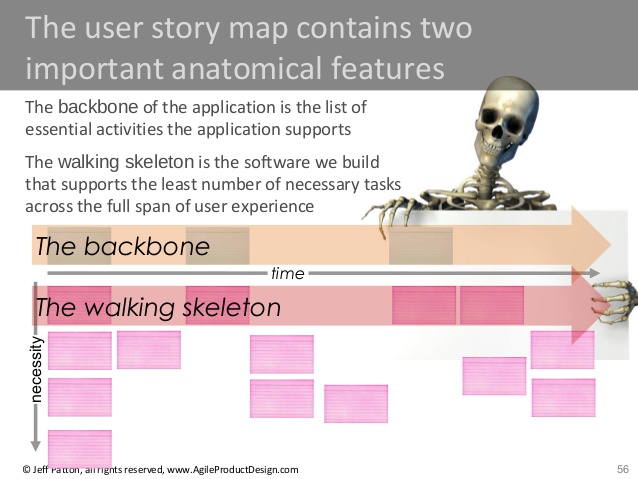 The user story map contains two
important anatomical features
The backbone of the application is the list of
essential activities the application supports
The walking skeleton is the software we build
that supports the least number of necessary tasks
across the full span of user experience
The backbone
time
The walking skeleton
necessity
© Jeff Patton, all rights reserved, www.AgileProductDesign.com
56